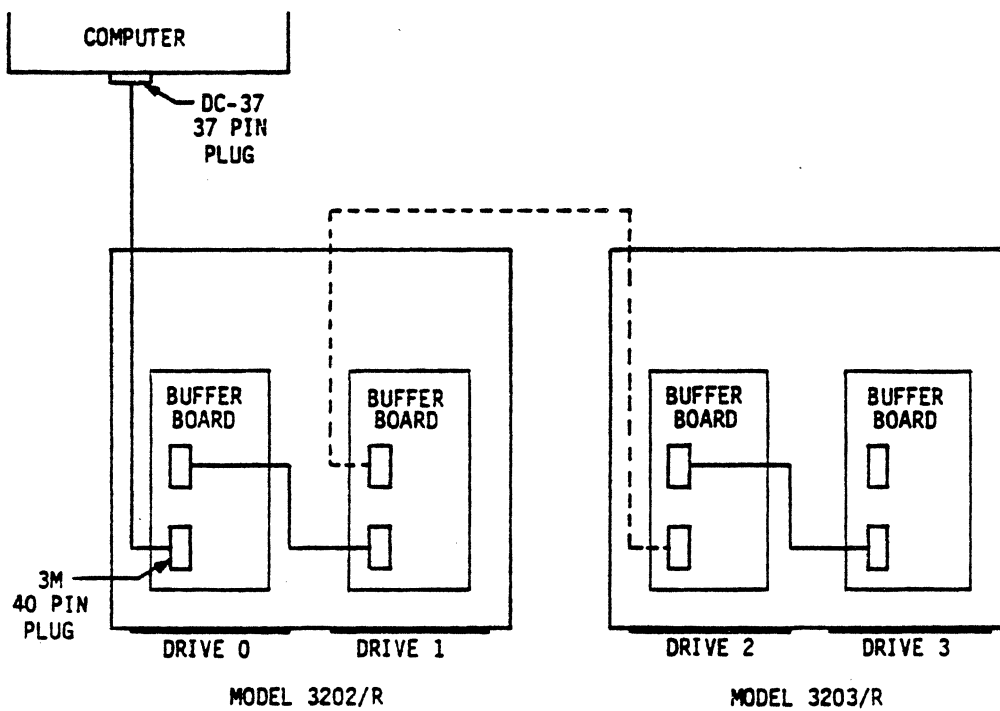 COMPUTER
DC-37
37 PIN
PLUG
BUFFER
BOARD
BUFFER
BOARD
BUFFER
BOARD
BUFFER
BOARD
3M
40 PIN
PLUG
DRIVE 0
DRIVE 1
DRIVE 2
DRIVE 3
MODEL 3202/R
MODEL 3203/R